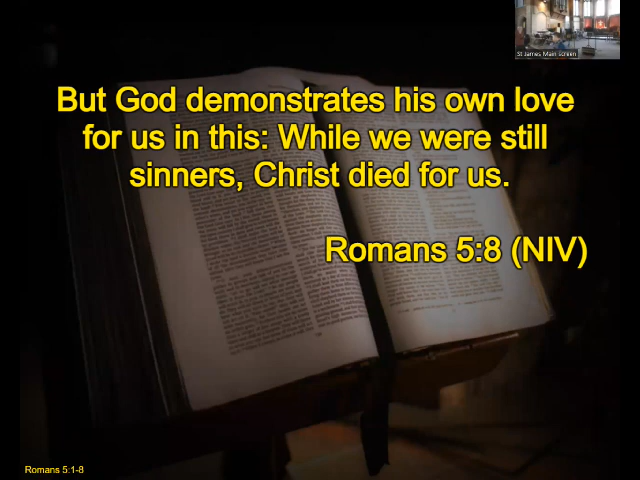 St James Main Screen
But God demonstrates his own love
for us in this: While we were still
sinners, Christ died for us.
Romans 5:8 (NIV)
Romans 5:1-8